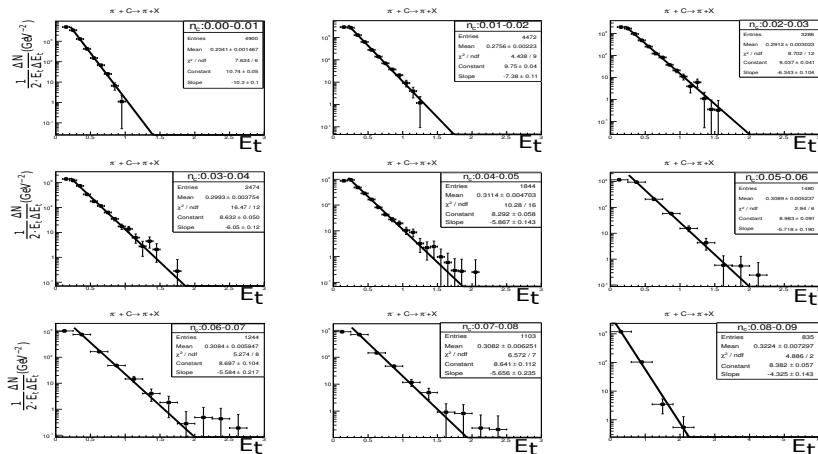 π⁻ + C → π⁻+X
n_c:0.00-0.01
Entries 4900
Mean 0.2341 ± 0.001467
χ² / ndf 7.634 / 6
Constant 10.74 ± 0.05
Slope -10.3 ± 0.1
1/(2·E_t) ΔN/ΔE_t (GeV⁻²)
E_t
π⁻ + C → π⁻+X
n_c:0.01-0.02
Entries 4472
Mean 0.2756 ± 0.00223
χ² / ndf 4.438 / 9
Constant 9.75 ± 0.04
Slope -7.38 ± 0.11
E_t
π⁻ + C → π⁻+X
n_c:0.02-0.03
Entries 3288
Mean 0.2912 ± 0.003023
χ² / ndf 8.702 / 12
Constant 9.037 ± 0.041
Slope -6.343 ± 0.104
E_t
π⁻ + C → π⁻+X
n_c:0.03-0.04
Entries 2474
Mean 0.2993 ± 0.003754
χ² / ndf 16.47 / 12
Constant 8.632 ± 0.050
Slope -6.05 ± 0.12
1/(2·E_t) ΔN/ΔE_t (GeV⁻²)
E_t
π⁻ + C → π⁻+X
n_c:0.04-0.05
Entries 1844
Mean 0.3114 ± 0.004703
χ² / ndf 10.28 / 16
Constant 8.292 ± 0.058
Slope -5.867 ± 0.143
E_t
π⁻ + C → π⁻+X
n_c:0.05-0.06
Entries 1480
Mean 0.3089 ± 0.005237
χ² / ndf 2.94 / 6
Constant 8.963 ± 0.091
Slope -5.718 ± 0.190
E_t
π⁻ + C → π⁻+X
n_c:0.06-0.07
Entries 1244
Mean 0.3084 ± 0.005947
χ² / ndf 5.274 / 8
Constant 8.697 ± 0.104
Slope -5.584 ± 0.217
1/(2·E_t) ΔN/ΔE_t (GeV⁻²)
E_t
π⁻ + C → π⁻+X
n_c:0.07-0.08
Entries 1103
Mean 0.3082 ± 0.006251
χ² / ndf 6.572 / 7
Constant 8.641 ± 0.112
Slope -5.656 ± 0.235
E_t
π⁻ + C → π⁻+X
n_c:0.08-0.09
Entries 835
Mean 0.3224 ± 0.007297
χ² / ndf 4.886 / 2
Constant 8.382 ± 0.057
Slope -4.325 ± 0.143
E_t